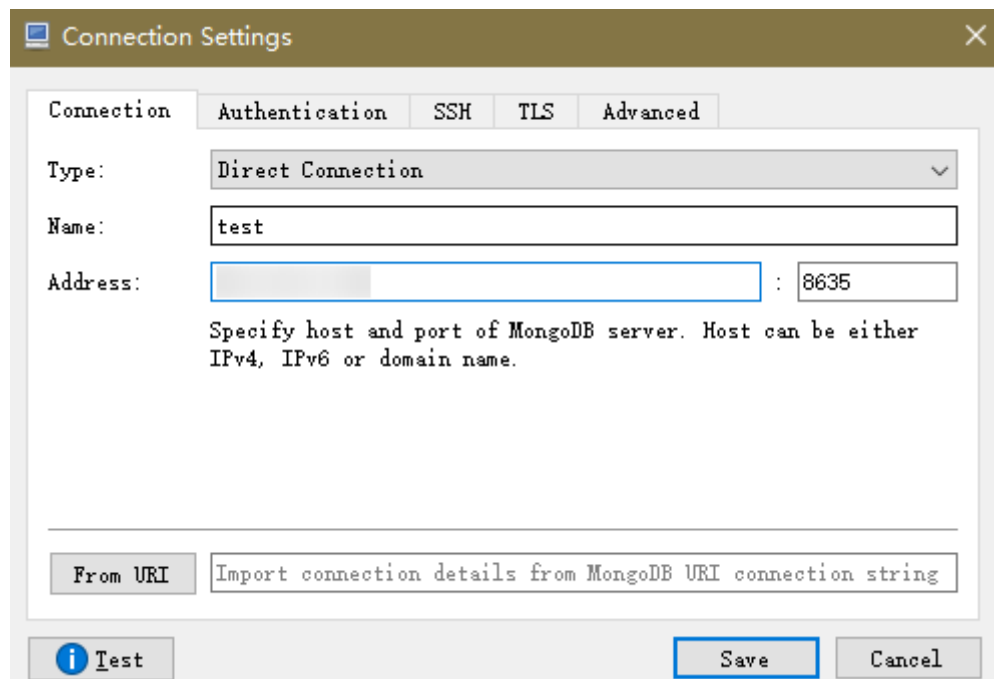 Connection Settings
Connection Authentication SSH TLS Advanced
Type: Direct Connection
Name: test
Address: : 8635
Specify host and port of MongoDB server. Host can be either
IPv4, IPv6 or domain name.
From URI Import connection details from MongoDB URI connection string
Test Save Cancel